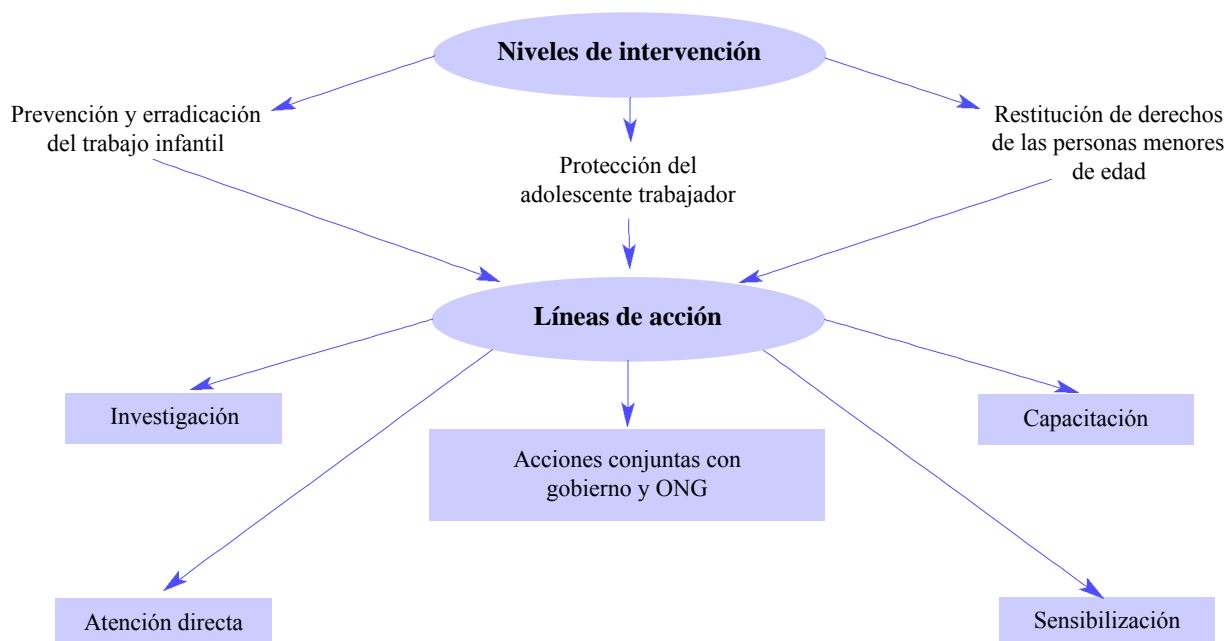 Niveles de intervención
Prevención y erradicación
del trabajo infantil
Protección del
adolescente trabajador
Restitución de derechos
de las personas menores
de edad
Líneas de acción
Investigación
Acciones conjuntas con
gobierno y ONG
Capacitación
Atención directa
Sensibilización